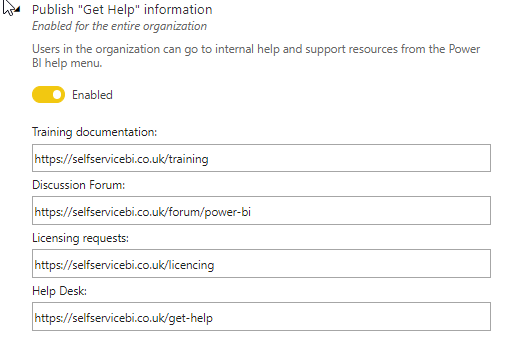 Publish "Get Help" information
Enabled for the entire organization
Users in the organization can go to internal help and support resources from the Power
BI help menu.
Enabled
Training documentation:
https://selfservicebi.co.uk/training
Discussion Forum:
https://selfservicebi.co.uk/forum/power-bi
Licensing requests:
https://selfservicebi.co.uk/licencing
Help Desk:
https://selfservicebi.co.uk/get-help